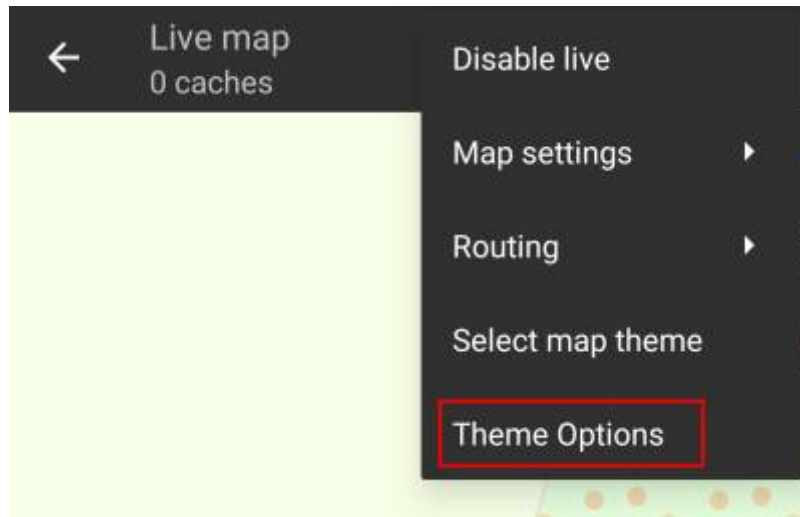 Live map
0 caches
Disable live
Map settings
Routing
Select map theme
Theme Options